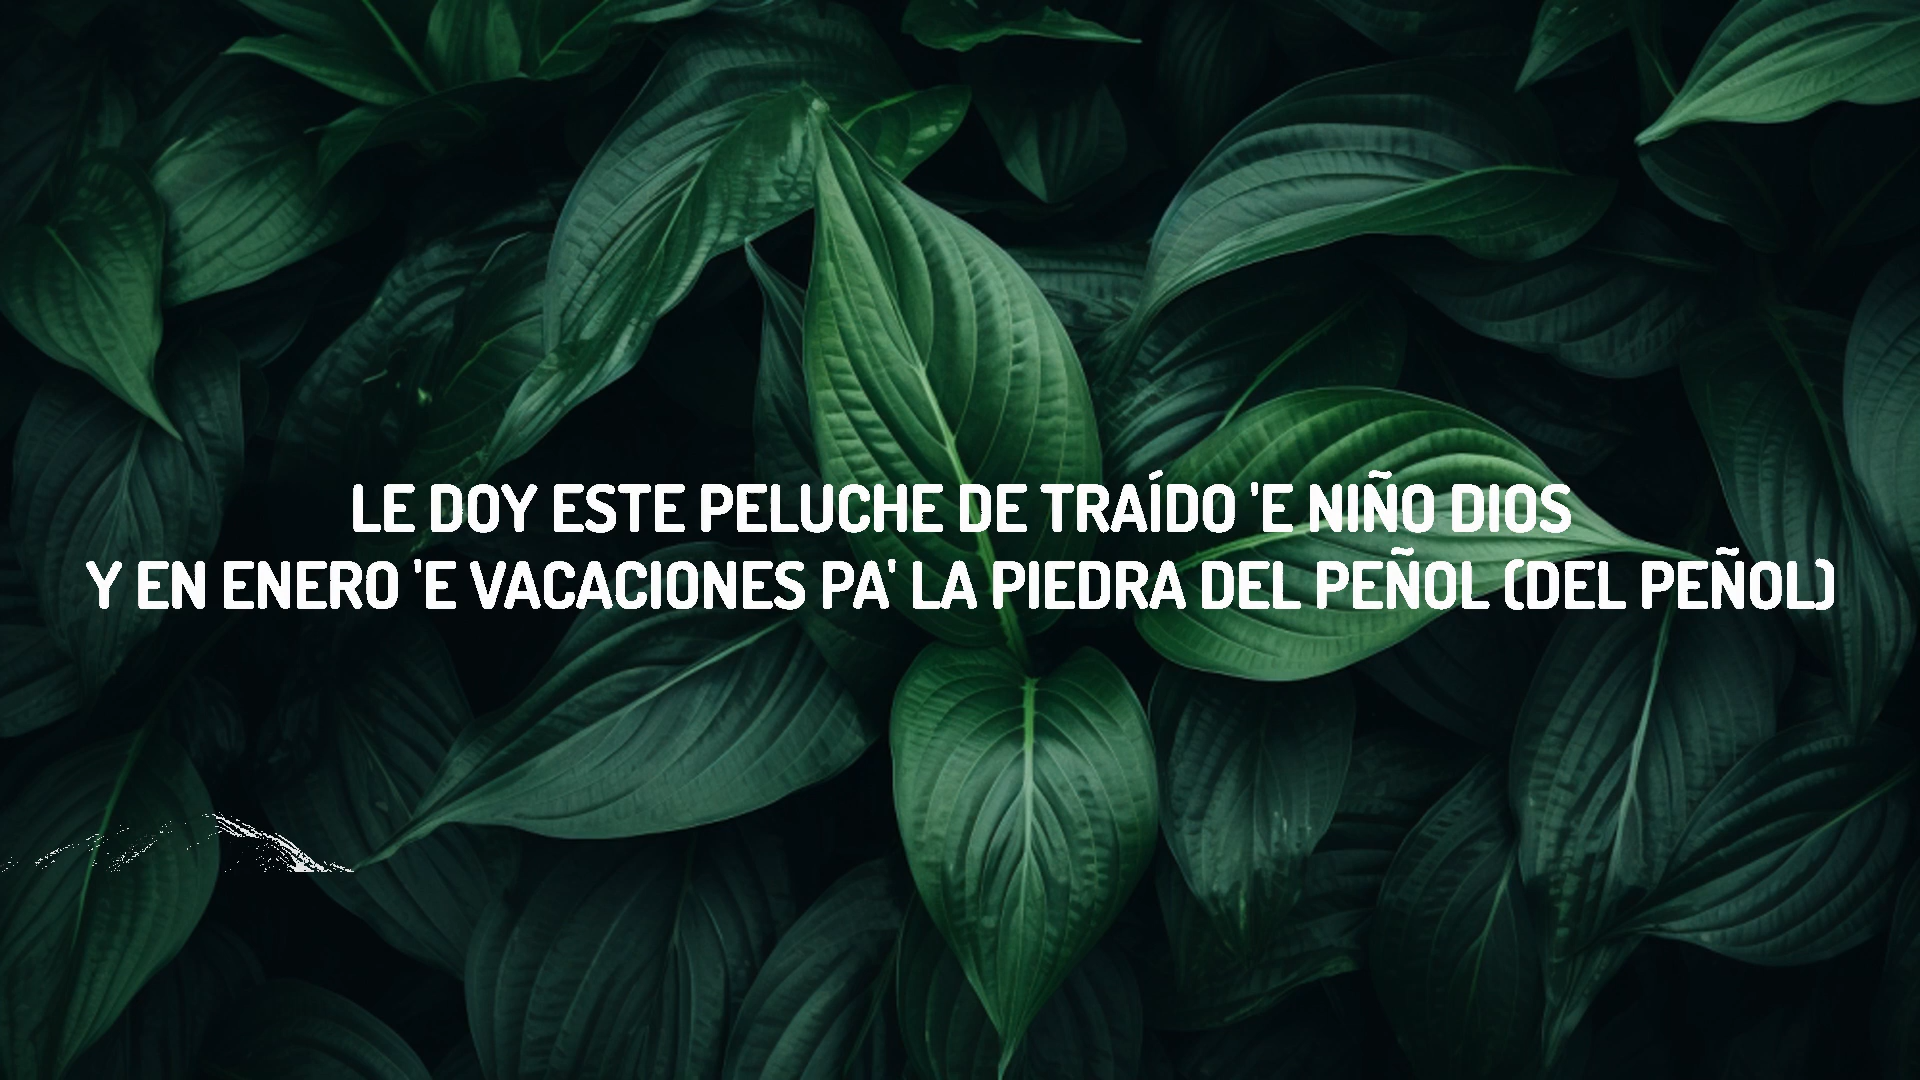 LE DOY ESTE PELUCHE DE TRAÍDO 'E NIÑO DIOS
Y EN ENERO 'E VACACIONES PA' LA PIEDRA DEL PEÑOL (DEL PEÑOL)